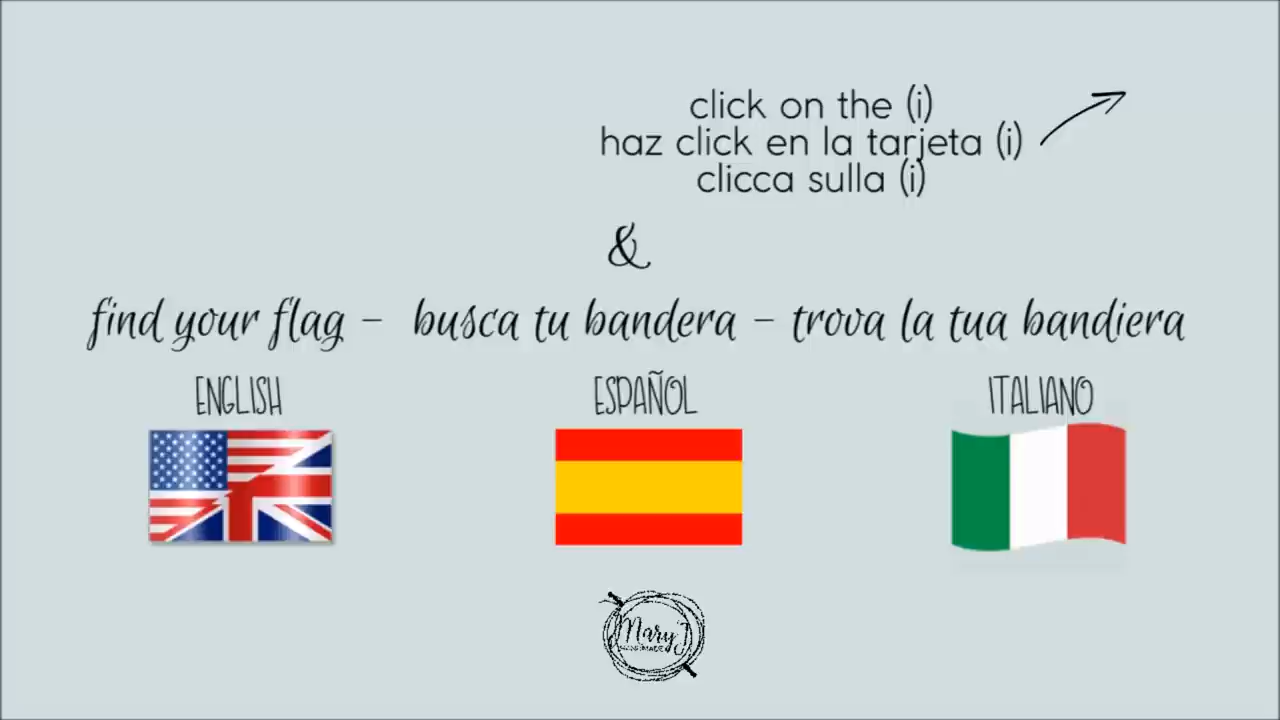 click on the (i)
haz click en la tarjeta (i)
clicca sulla (i)
&
find your flag – busca tu bandera – trova la tua bandiera
ENGLISH
ESPAÑOL
ITALIANO
Mary J
HANDMADE